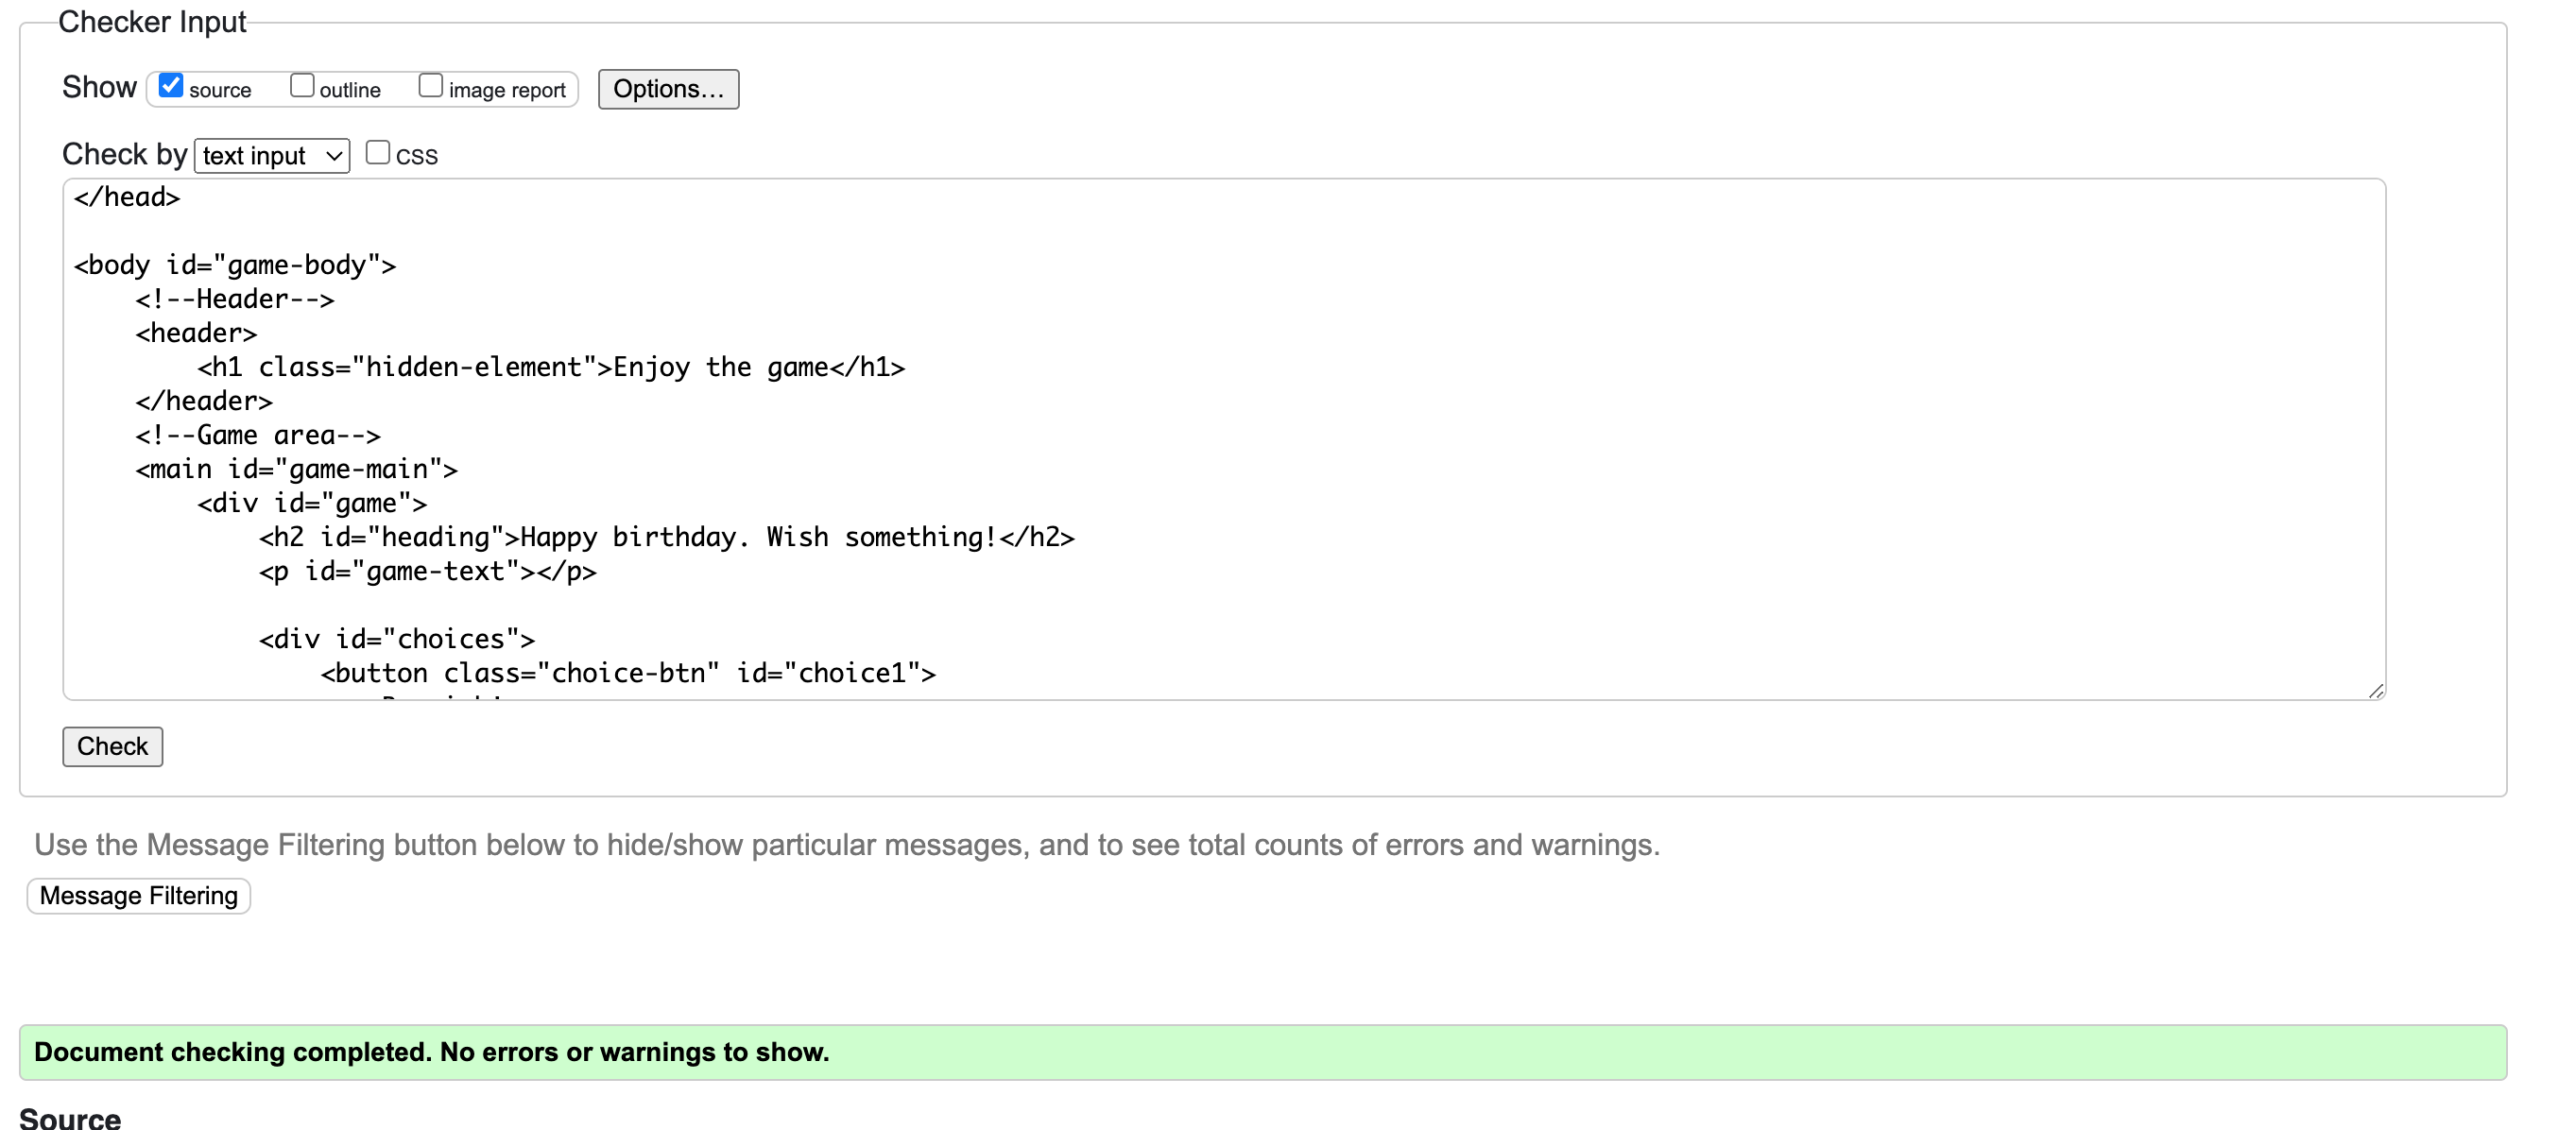 Checker Input
Show source outline image report Options...
Check by text input CSS
</head>
<body id="game-body">
<!--Header-->
<header>
<h1 class="hidden-element">Enjoy the game</h1>
</header>
<!--Game area-->
<main id="game-main">
<div id="game">
<h2 id="heading">Happy birthday. Wish something!</h2>
<p id="game-text"></p>
<div id="choices">
<button class="choice-btn" id="choice1">
Check
Use the Message Filtering button below to hide/show particular messages, and to see total counts of errors and warnings.
Message Filtering
Document checking completed. No errors or warnings to show.
Source